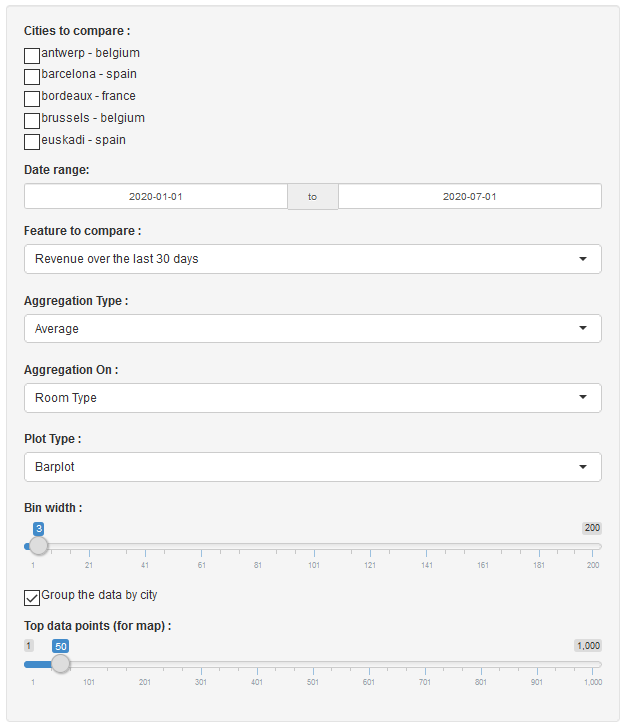 Cities to compare :
antwerp - belgium
barcelona - spain
bordeaux - france
brussels - belgium
euskadi - spain
Date range:
2020-01-01 to 2020-07-01
Feature to compare :
Revenue over the last 30 days
Aggregation Type :
Average
Aggregation On :
Room Type
Plot Type :
Barplot
Bin width :
3 200
1 21 41 61 81 101 121 141 161 181 200
Group the data by city
Top data points (for map) :
1 50 1,000
1 101 201 301 401 501 601 701 801 901 1,000